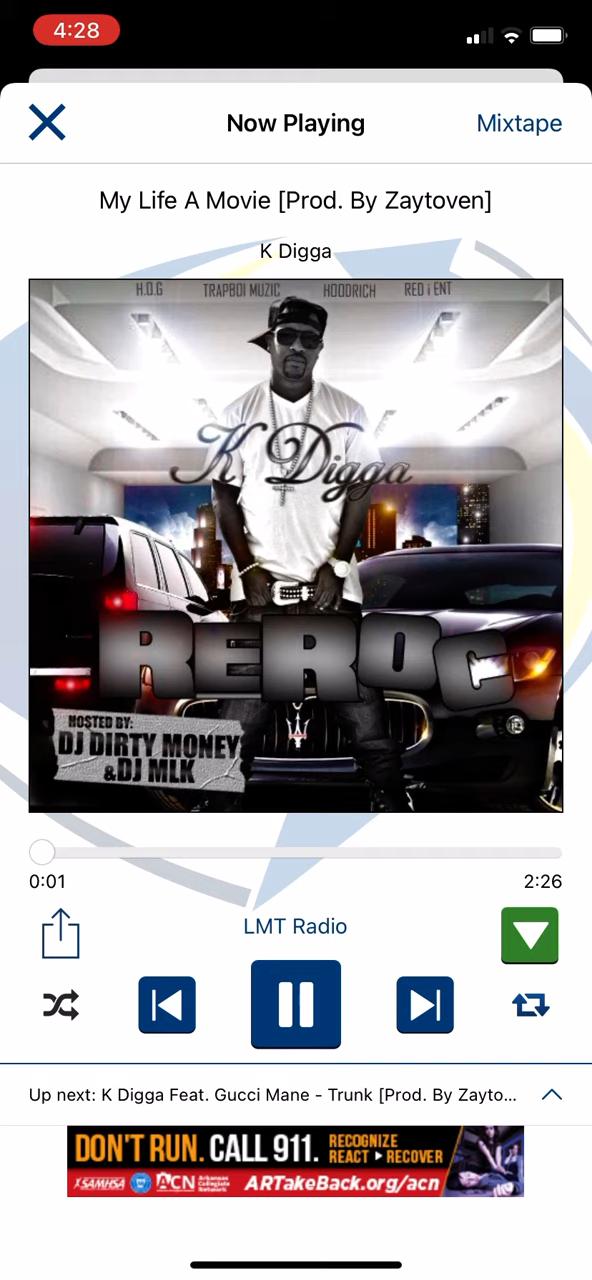 4:28
Now Playing
Mixtape
My Life A Movie [Prod. By Zaytoven]
K Digga
H.O.G TRAPBOI MUZIC HOODRICH RED i ENT
K Digga
REROC
HOSTED BY:
DJ DIRTY MONEY
&DJ MLK
0:01
2:26
LMT Radio
Up next: K Digga Feat. Gucci Mane - Trunk [Prod. By Zayto...
DON'T RUN. CALL 911. RECOGNIZE
REACT ▸ RECOVER
XSAMHSA ACN Arkansas
Collegiate
Network ARTakeBack.org/acn